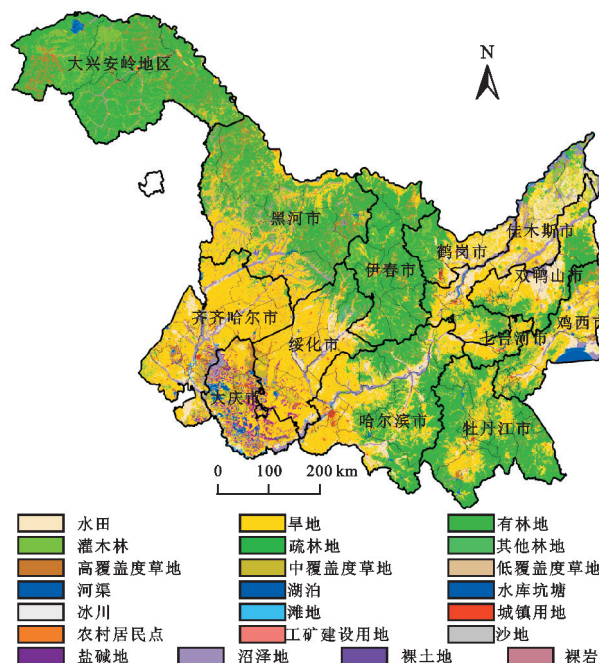 N
大兴安岭地区
黑河市
伊春市
鹤岗市
佳木斯市
双鸭山市
齐齐哈尔市
绥化市
七台河市
鸡西市
大庆市
哈尔滨市
牡丹江市
0 100 200 km
水田 旱地 有林地
灌木林 疏林地 其他林地
高覆盖度草地 中覆盖度草地 低覆盖度草地
河渠 湖泊 水库坑塘
冰川 滩地 城镇用地
农村居民点 工矿建设用地 沙地
盐碱地 沼泽地 裸土地 裸岩